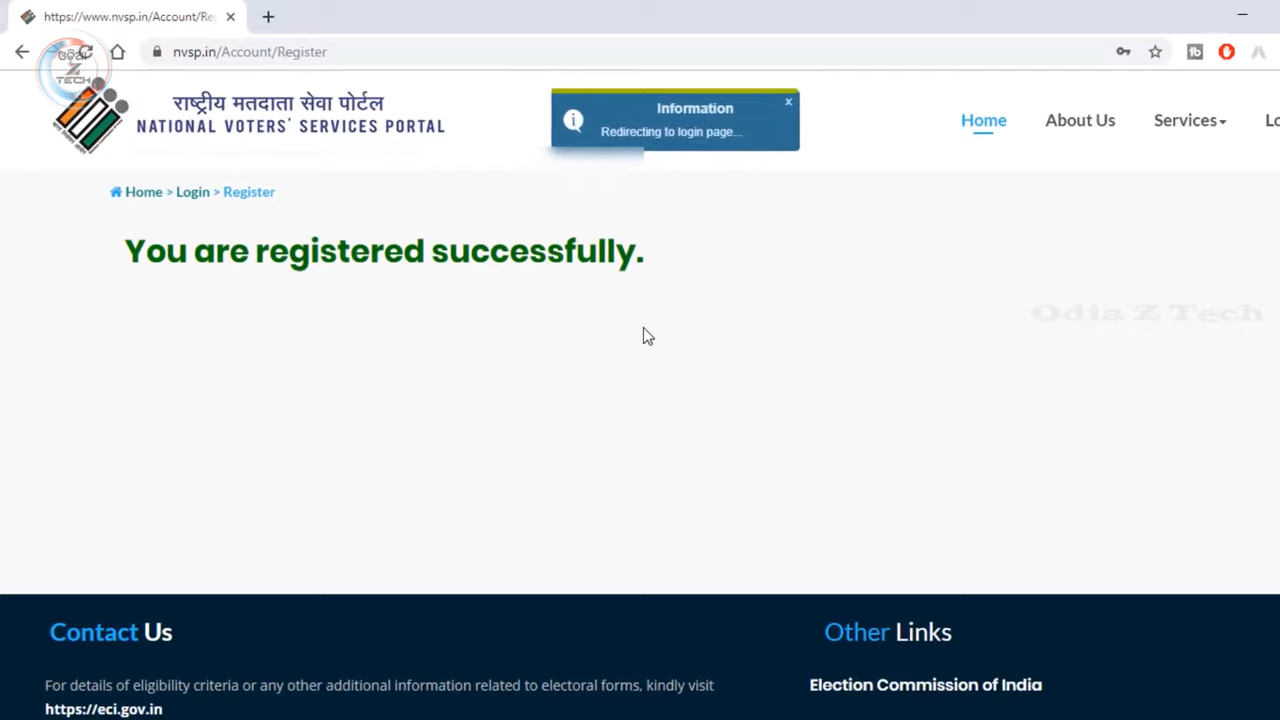 https://www.nvsp.in/Account/Re
nvsp.in/Account/Register
ଓଡ଼ିଆ
Z
TECH
राष्ट्रीय मतदाता सेवा पोर्टल
NATIONAL VOTERS' SERVICES PORTAL
Information
Redirecting to login page...
Home
About Us
Services
Home > Login > Register
You are registered successfully.
Odia Z Tech
Contact Us
Other Links
For details of eligibility criteria or any other additional information related to electoral forms, kindly visit
https://eci.gov.in
Election Commission of India